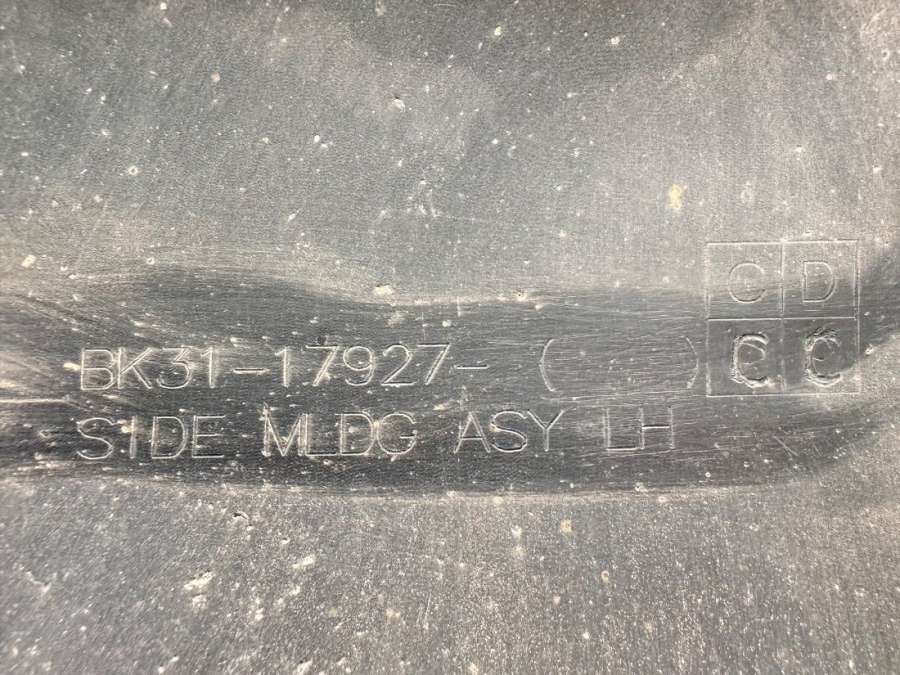 C D
BK31-17927- (      ) C C
SIDE MLDG ASY LH